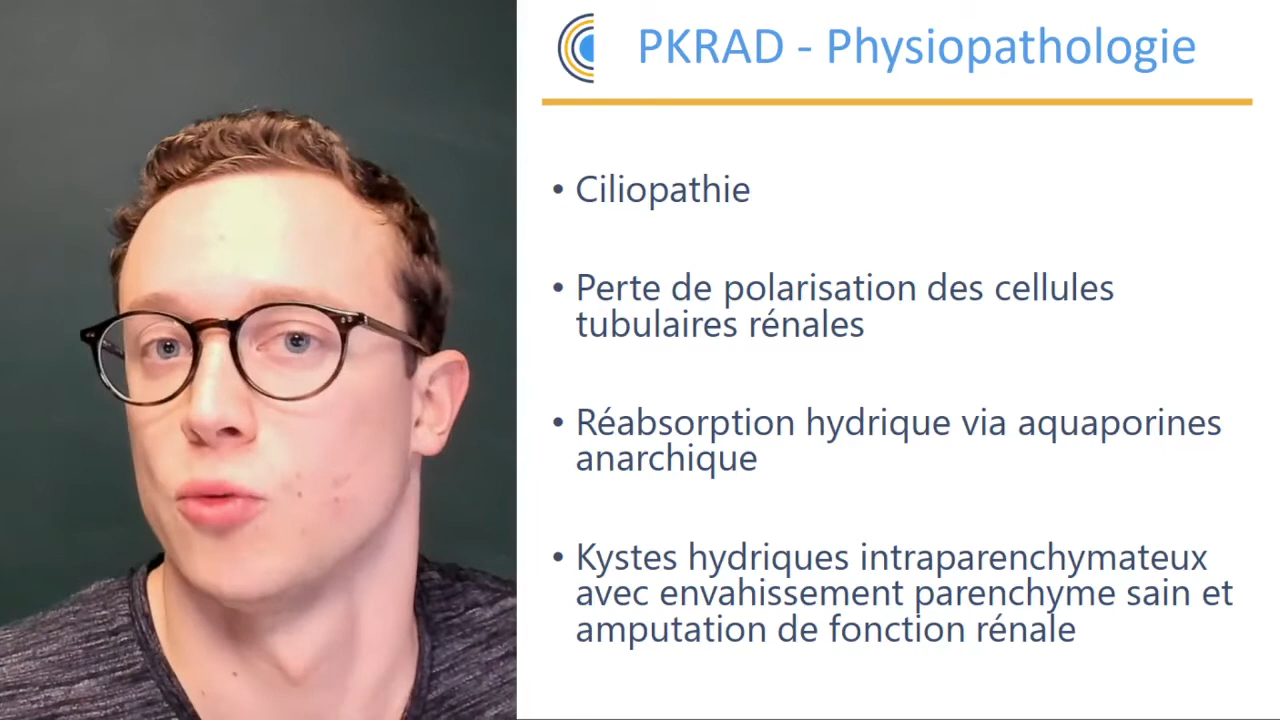 PKRAD - Physiopathologie
• Ciliopathie
• Perte de polarisation des cellules
tubulaires rénales
• Réabsorption hydrique via aquaporines
anarchique
• Kystes hydriques intraparenchymateux
avec envahissement parenchyme sain et
amputation de fonction rénale